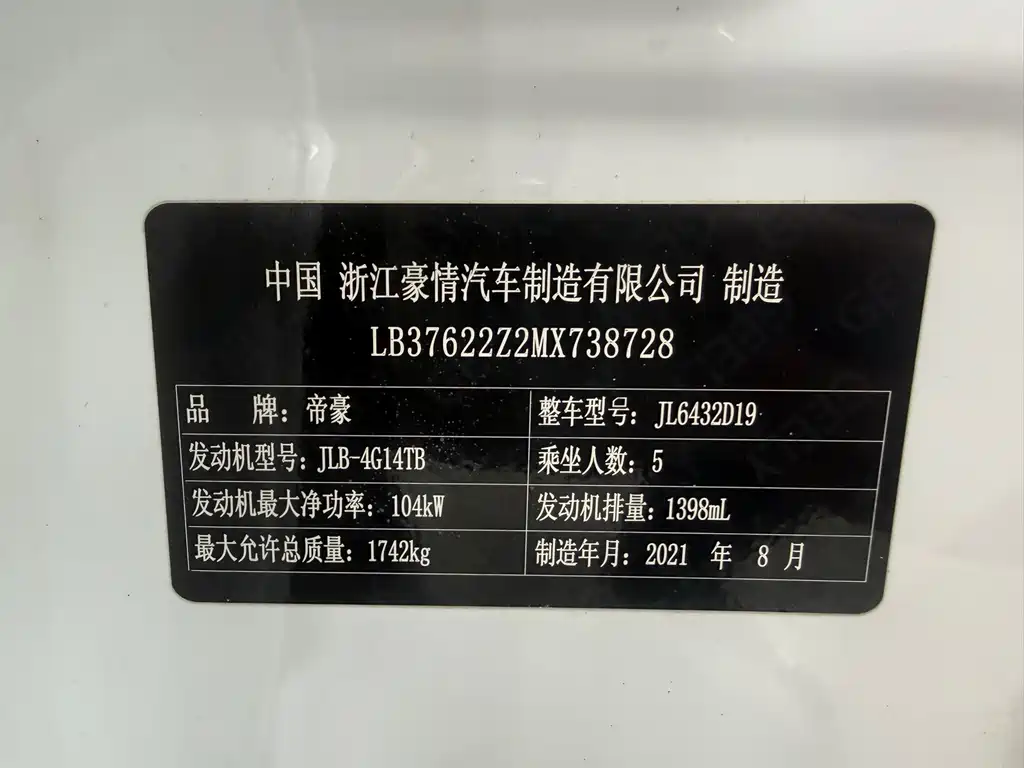 中国 浙江豪情汽车制造有限公司 制造
LB37622Z2MX738728
品 牌：帝豪 整车型号：JL6432D19
发动机型号：JLB-4G14TB 乘坐人数：5
发动机最大净功率：104kW 发动机排量：1398mL
最大允许总质量：1742kg 制造年月：2021 年 8 月